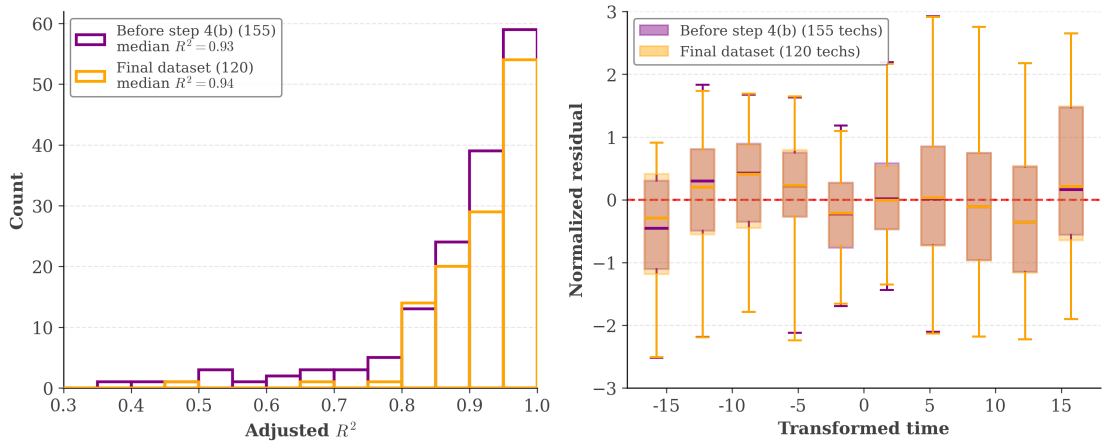 Before step 4(b) (155)
median R² = 0.93
Final dataset (120)
median R² = 0.94
Count
60
50
40
30
20
10
0
0.3 0.4 0.5 0.6 0.7 0.8 0.9 1.0
Adjusted R²
Before step 4(b) (155 techs)
Final dataset (120 techs)
Normalized residual
3
2
1
0
−1
−2
−3
-15 -10 -5 0 5 10 15
Transformed time